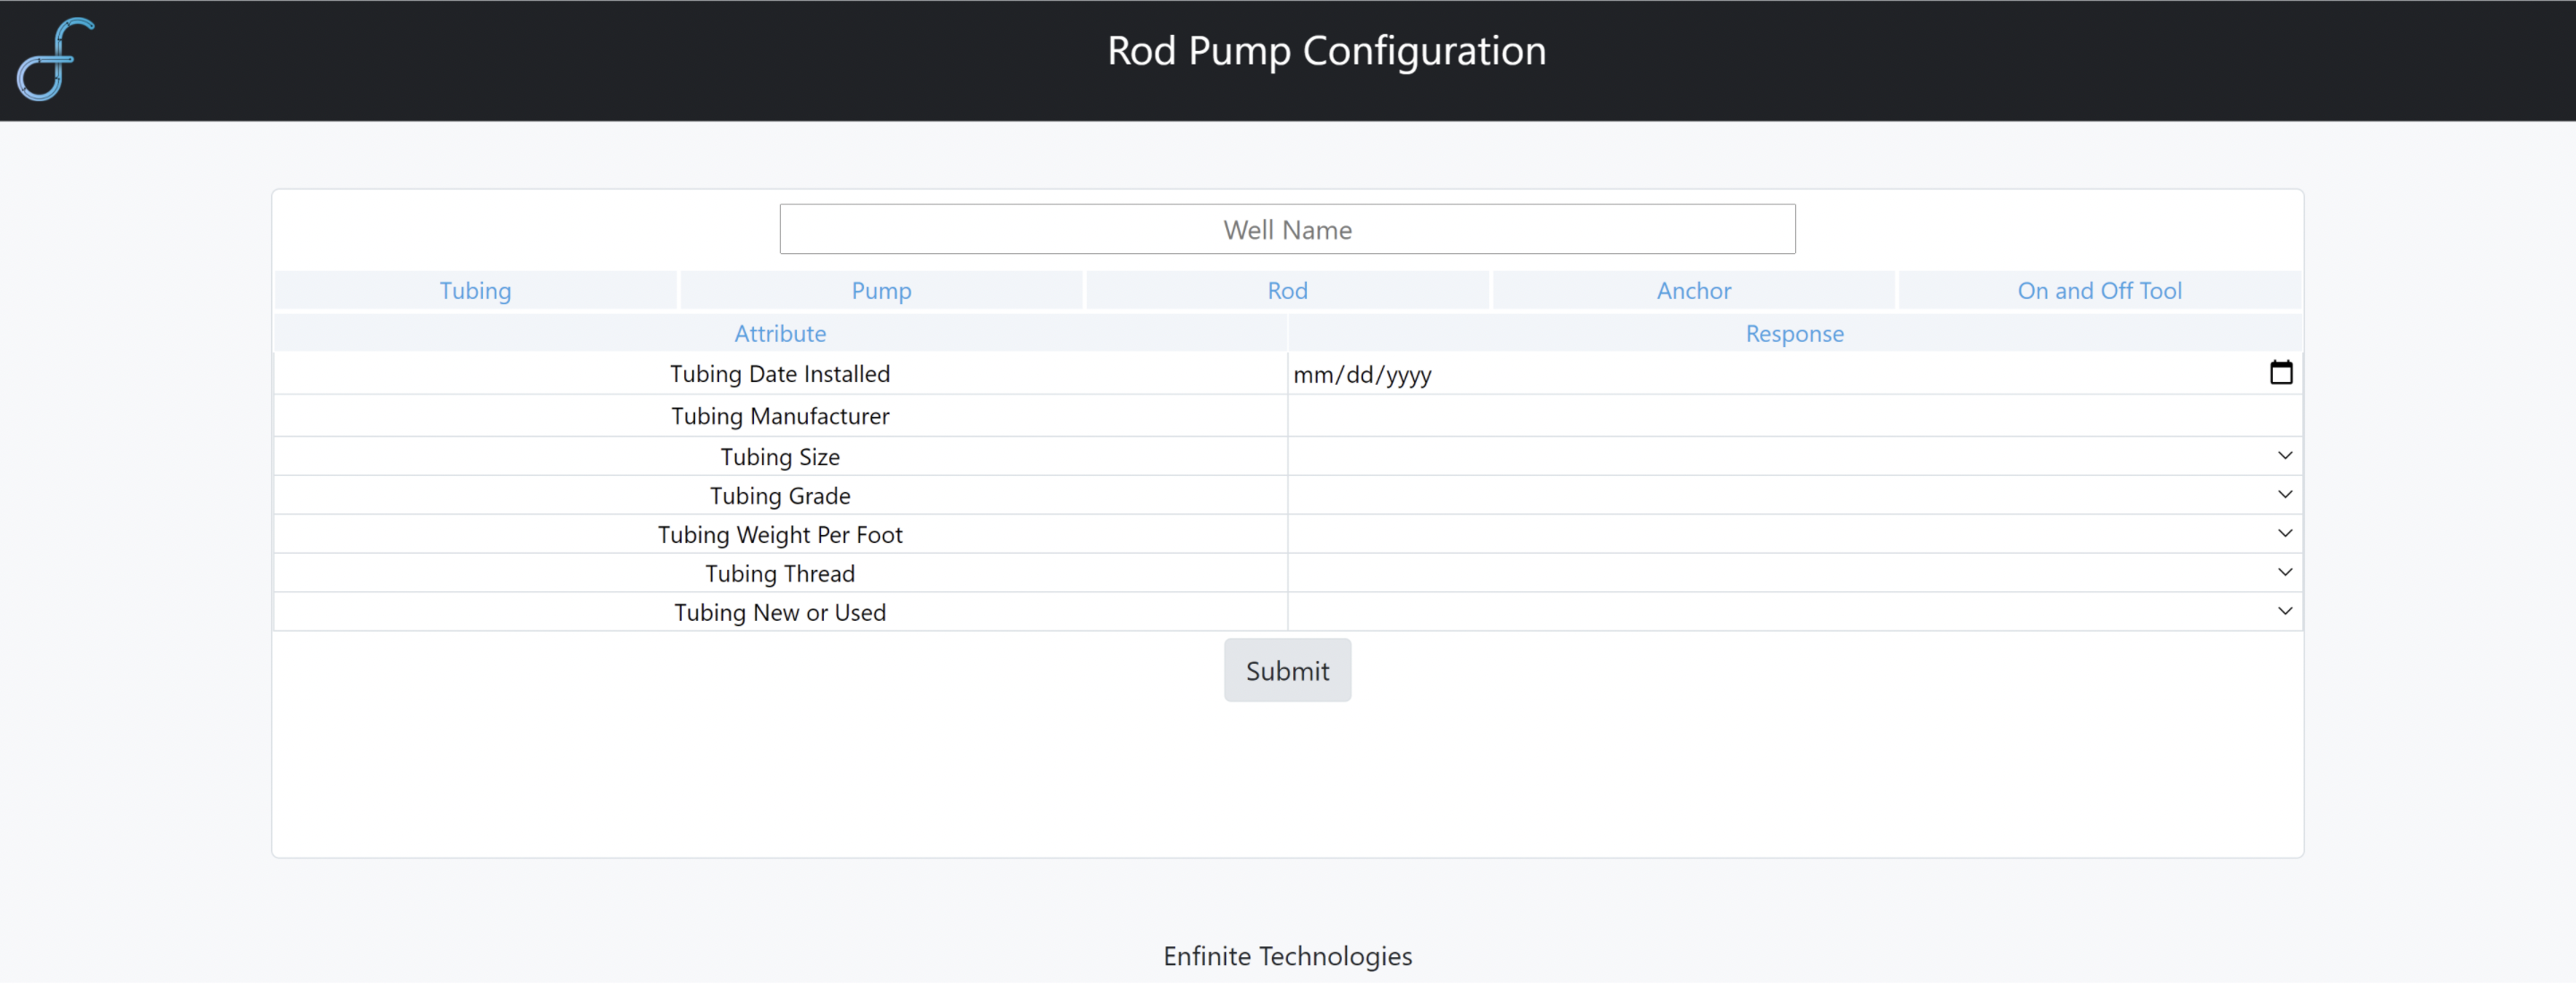 Rod Pump Configuration
Well Name
Tubing Pump Rod Anchor On and Off Tool
Attribute Response
Tubing Date Installed mm/dd/yyyy
Tubing Manufacturer
Tubing Size
Tubing Grade
Tubing Weight Per Foot
Tubing Thread
Tubing New or Used
Submit
Enfinite Technologies